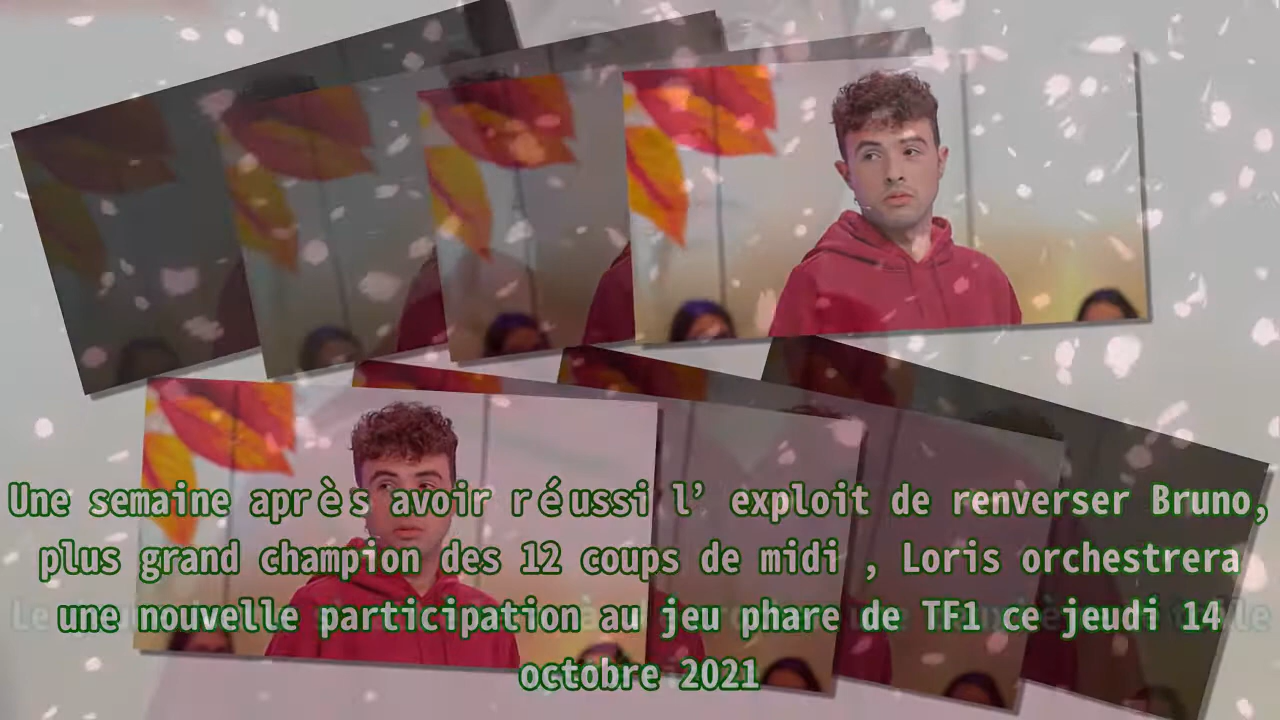 Une semaine après avoir réussi l’ exploit de renverser Bruno,
plus grand champion des 12 coups de midi , Loris orchestrera
une nouvelle participation au jeu phare de TF1 ce jeudi 14
octobre 2021